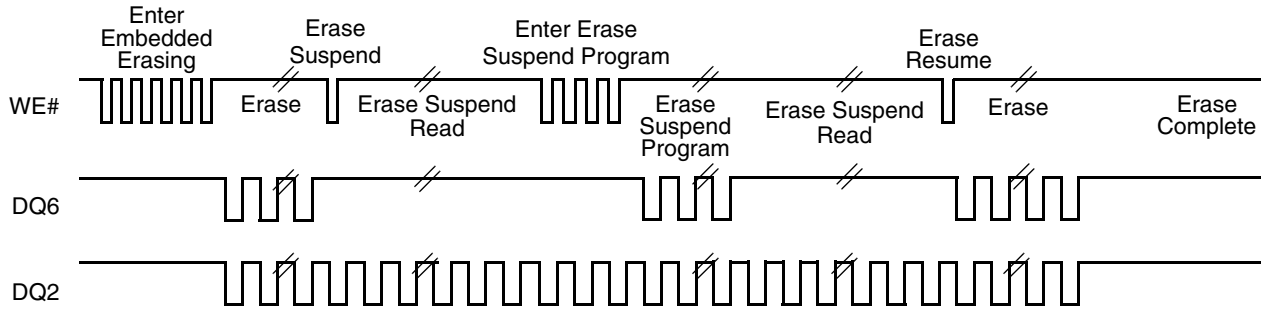 Enter
Embedded
Erasing
Erase
Suspend
Enter Erase
Suspend Program
Erase
Resume
WE#
Erase
Erase Suspend
Read
Erase
Suspend
Program
Erase Suspend
Read
Erase
Erase
Complete
DQ6
DQ2